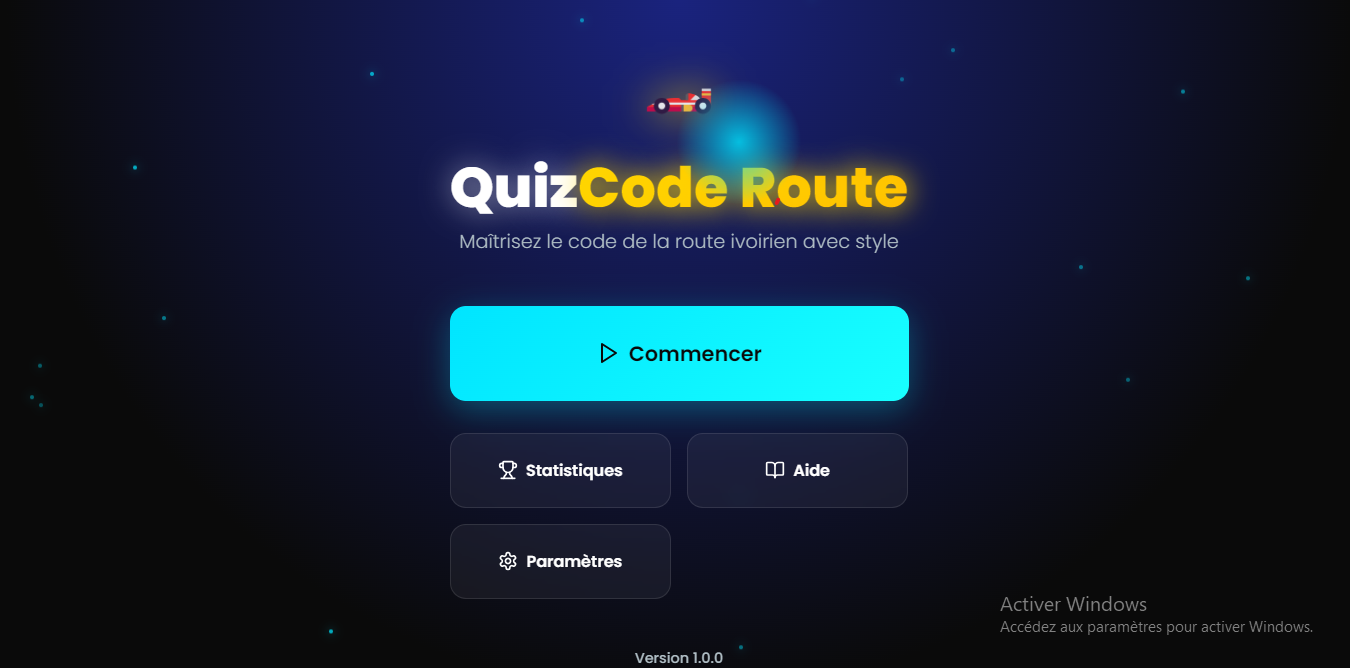 QuizCode Route
Maîtrisez le code de la route ivoirien avec style
Commencer
Statistiques
Aide
Paramètres
Activer Windows
Accédez aux paramètres pour activer Windows.
Version 1.0.0